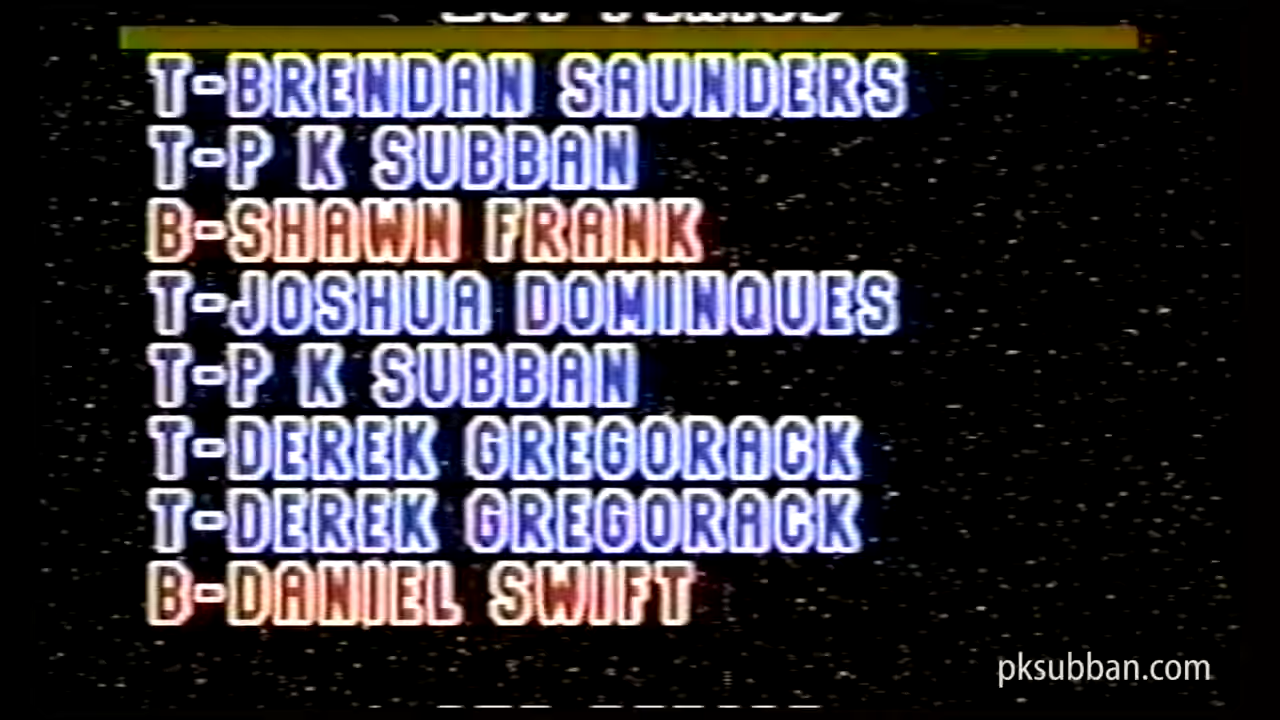 T-BRENDAN SAUNDERS
T-P K SUBBAN
B-SHAWN FRANK
T-JOSHUA DOMINQUES
T-P K SUBBAN
T-DEREK GREGORACK
T-DEREK GREGORACK
B-DANIEL SWIFT
pksubban.com